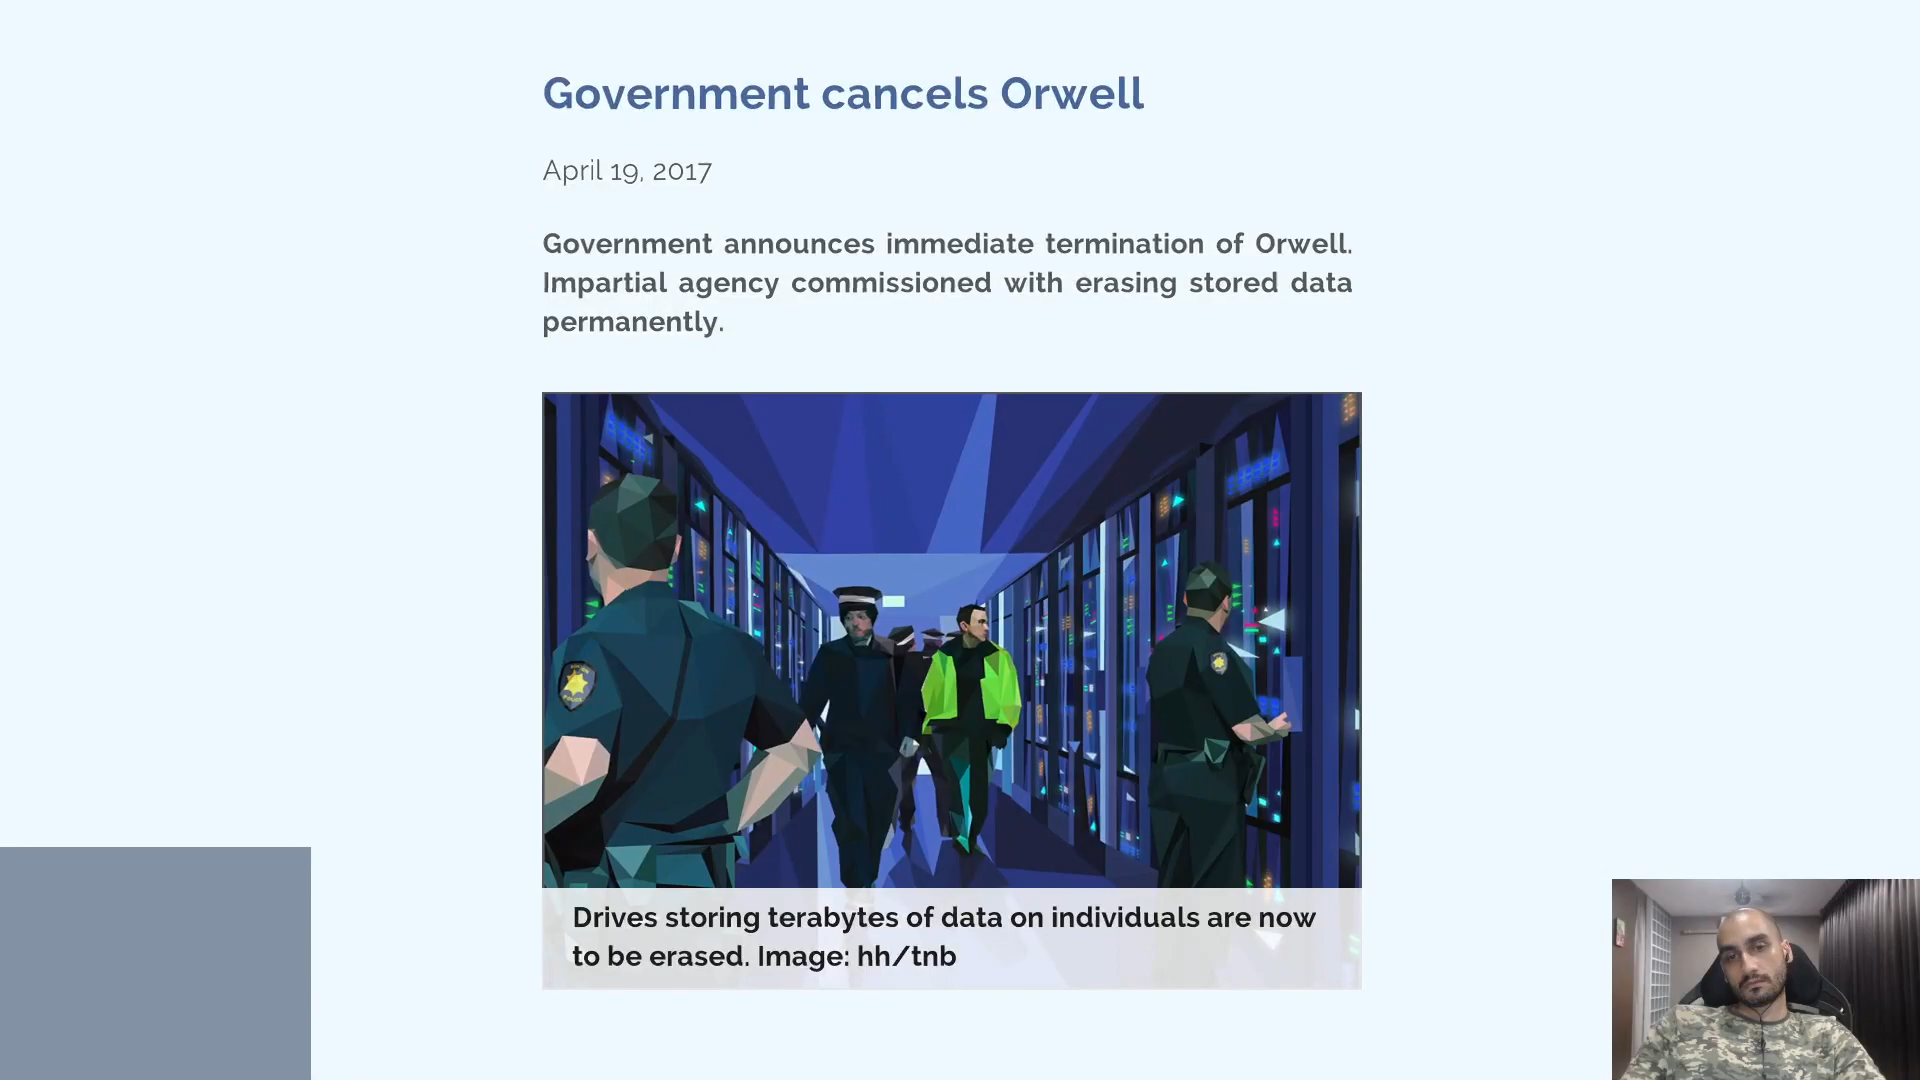 Government cancels Orwell
April 19, 2017
Government announces immediate termination of Orwell.
Impartial agency commissioned with erasing stored data
permanently.
Drives storing terabytes of data on individuals are now
to be erased. Image: hh/tnb